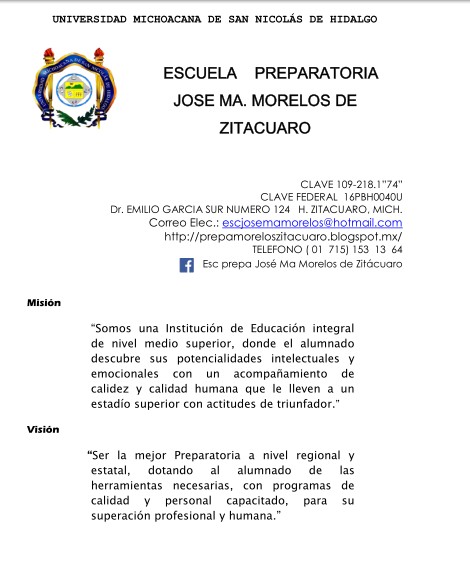 UNIVERSIDAD MICHOACANA DE SAN NICOLÁS DE HIDALGO
ESCUELA PREPARATORIA
JOSE MA. MORELOS DE
ZITACUARO
CLAVE 109-218.1"74"
CLAVE FEDERAL 16PBH0040U
Dr. EMILIO GARCIA SUR NUMERO 124 H. ZITACUARO, MICH.
Correo Elec.: escjosemamorelos@hotmail.com
http://prepamoreloszitacuaro.blogspot.mx/
TELEFONO ( 01 715) 153 13 64
Esc prepa José Ma Morelos de Zitácuaro
Misión
"Somos una Institución de Educación integral
de nivel medio superior, donde el alumnado
descubre sus potencialidades intelectuales y
emocionales con un acompañamiento de
calidez y calidad humana que le lleven a un
estadío superior con actitudes de triunfador."
Visión
"Ser la mejor Preparatoria a nivel regional y
estatal, dotando al alumnado de las
herramientas necesarias, con programas de
calidad y personal capacitado, para su
superación profesional y humana."